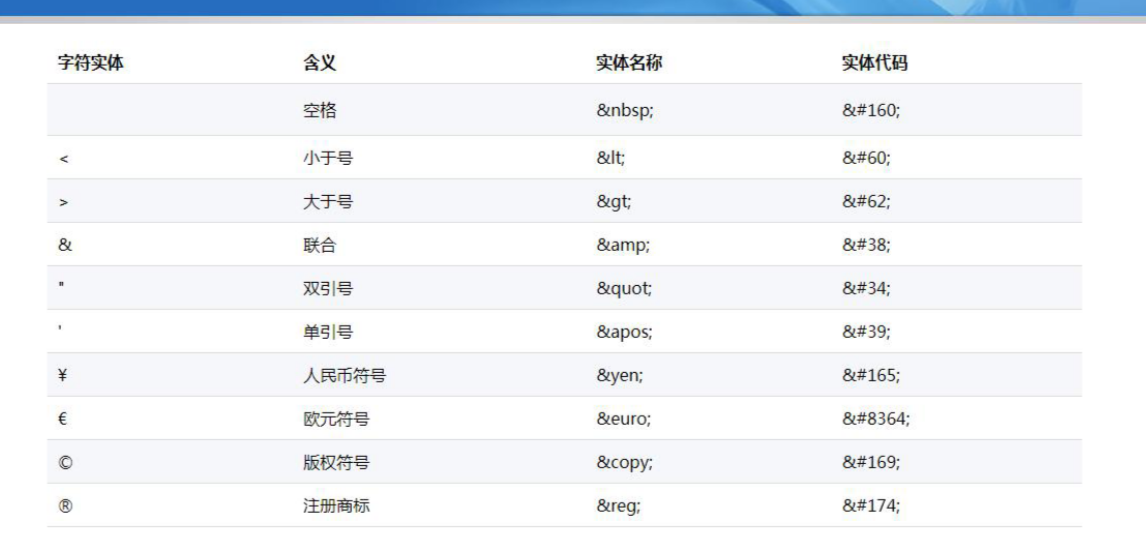 字符实体 含义 实体名称 实体代码
空格 &nbsp; &#160;
< 小于号 &lt; &#60;
> 大于号 &gt; &#62;
& 联合 &amp; &#38;
" 双引号 &quot; &#34;
' 单引号 &apos; &#39;
¥ 人民币符号 &yen; &#165;
€ 欧元符号 &euro; &#8364;
© 版权符号 &copy; &#169;
® 注册商标 &reg; &#174;